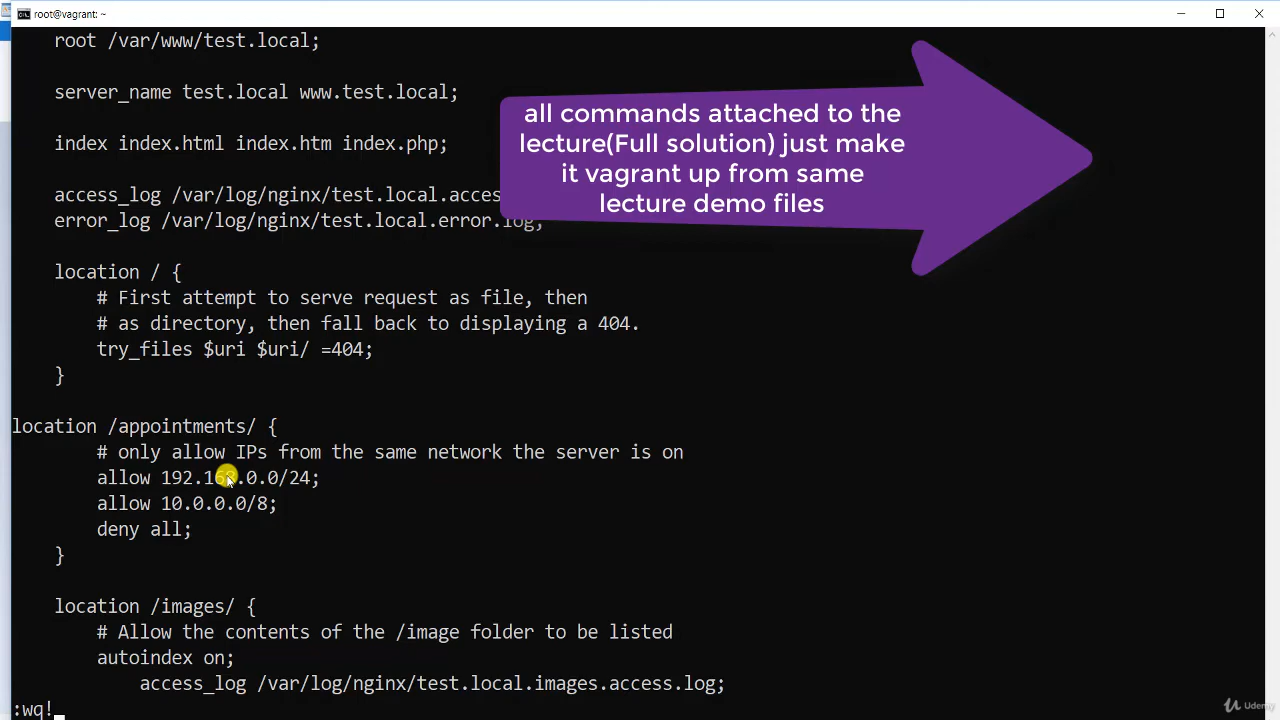 root@vagrant: ~
root /var/www/test.local;
server_name test.local www.test.local;
index index.html index.htm index.php;
access_log /var/log/nginx/test.local.acces
error_log /var/log/nginx/test.local.error.log;
all commands attached to the
lecture(Full solution) just make
it vagrant up from same
lecture demo files
location / {
# First attempt to serve request as file, then
# as directory, then fall back to displaying a 404.
try_files $uri $uri/ =404;
}
location /appointments/ {
# only allow IPs from the same network the server is on
allow 192.168.0.0/24;
allow 10.0.0.0/8;
deny all;
}
location /images/ {
# Allow the contents of the /image folder to be listed
autoindex on;
access_log /var/log/nginx/test.local.images.access.log;
:wq!
Udemy